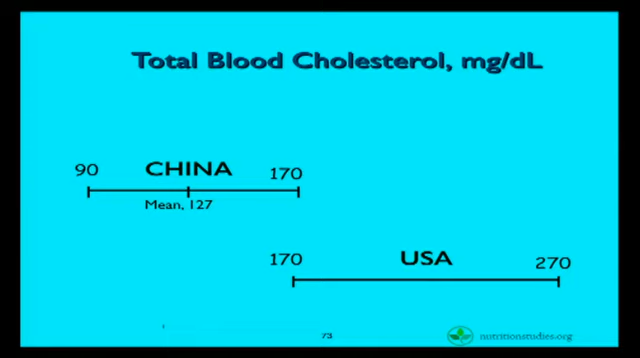 Total Blood Cholesterol, mg/dL
90 CHINA 170
Mean, 127
170 USA 270
73
nutritionstudies.org